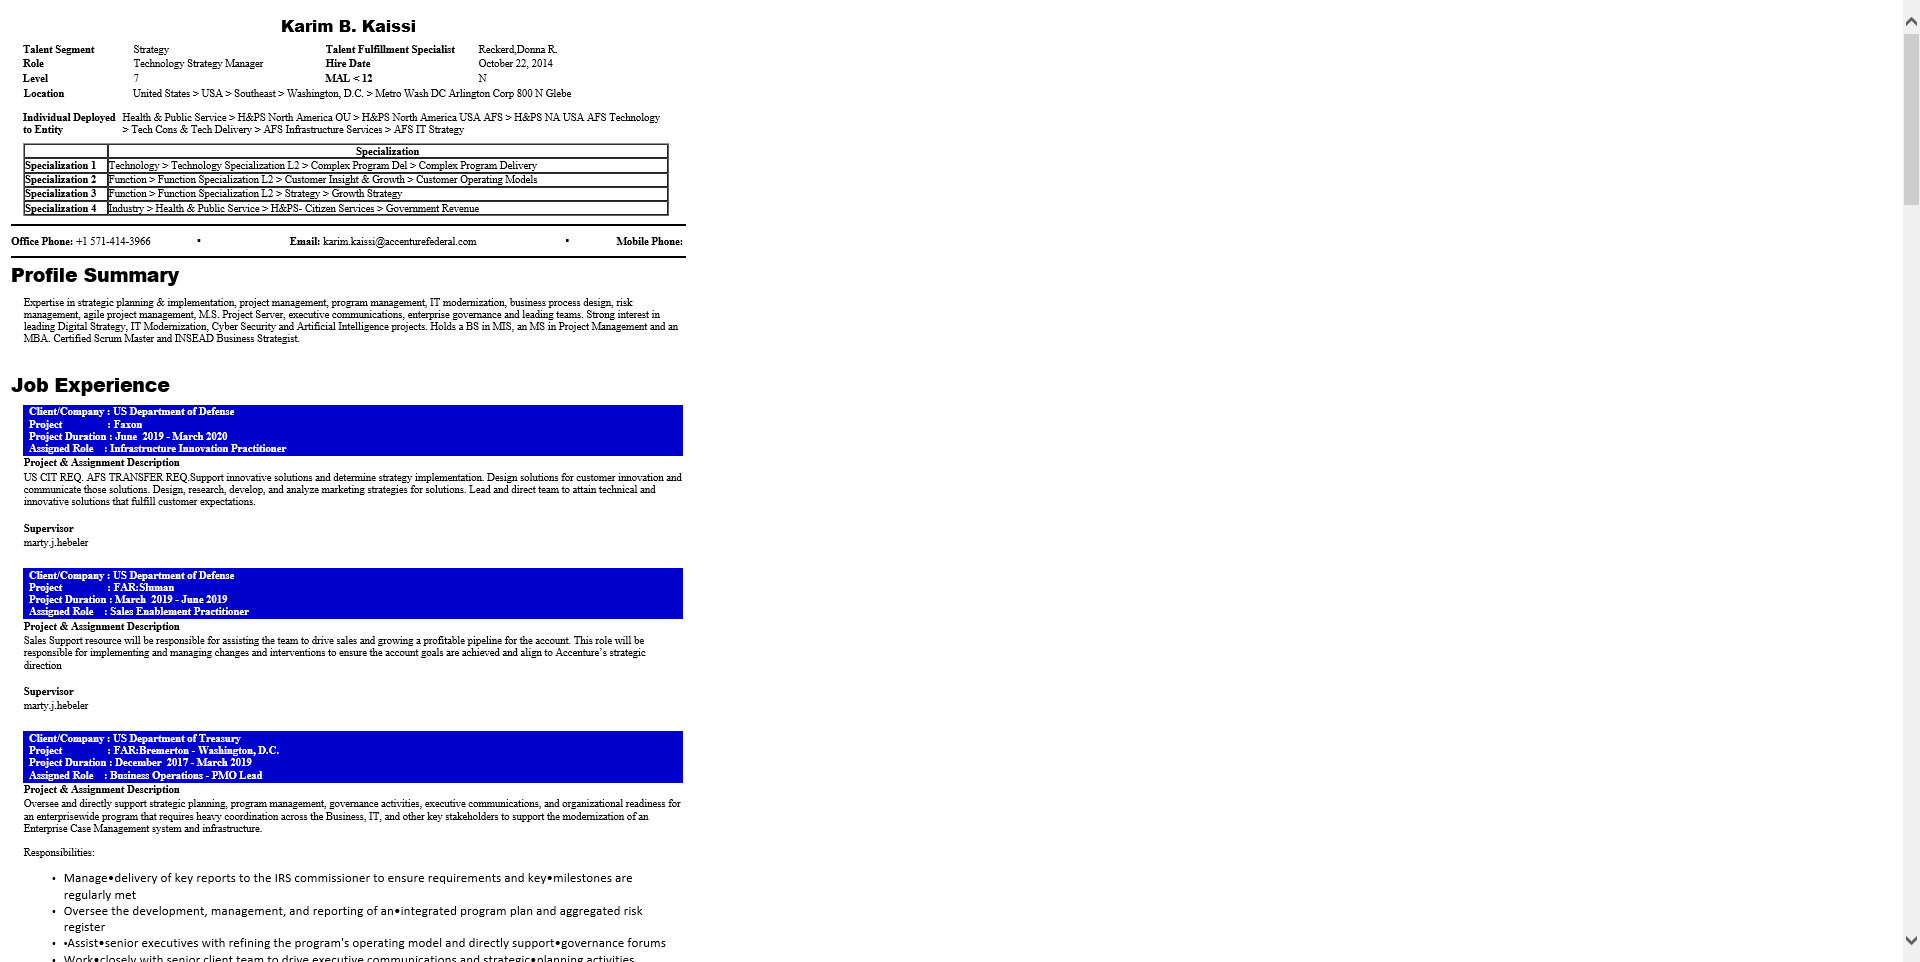 Karim B. Kaissi
Talent Segment Strategy Talent Fulfillment Specialist Reckerd,Donna R.
Role Technology Strategy Manager Hire Date October 22, 2014
Level 7 MAL < 12 N
Location United States > USA > Southeast > Washington, D.C. > Metro Wash DC Arlington Corp 800 N Glebe
Individual Deployed Health & Public Service > H&PS North America OU > H&PS North America USA AFS > H&PS NA USA AFS Technology
to Entity > Tech Cons & Tech Delivery > AFS Infrastructure Services > AFS IT Strategy
Specialization
Specialization 1 Technology > Technology Specialization L2 > Complex Program Del > Complex Program Delivery
Specialization 2 Function > Function Specialization L2 > Customer Insight & Growth > Customer Operating Models
Specialization 3 Function > Function Specialization L2 > Strategy > Growth Strategy
Specialization 4 Industry > Health & Public Service > H&PS- Citizen Services > Government Revenue
Office Phone: +1 571-414-3966 ▪ Email: karim.kaissi@accenturefederal.com ▪ Mobile Phone:
Profile Summary
Expertise in strategic planning & implementation, project management, program management, IT modernization, business process design, risk
management, agile project management, M.S. Project Server, executive communications, enterprise governance and leading teams. Strong interest in
leading Digital Strategy, IT Modernization, Cyber Security and Artificial Intelligence projects. Holds a BS in MIS, an MS in Project Management and an
MBA. Certified Scrum Master and INSEAD Business Strategist.
Job Experience
Client/Company : US Department of Defense
Project : Faxon
Project Duration : June 2019 - March 2020
Assigned Role : Infrastructure Innovation Practitioner
Project & Assignment Description
US CIT REQ. AFS TRANSFER REQ.Support innovative solutions and determine strategy implementation. Design solutions for customer innovation and
communicate those solutions. Design, research, develop, and analyze marketing strategies for solutions. Lead and direct team to attain technical and
innovative solutions that fulfill customer expectations.
Supervisor
marty.j.hebeler
Client/Company : US Department of Defense
Project : FAR:Sluman
Project Duration : March 2019 - June 2019
Assigned Role : Sales Enablement Practitioner
Project & Assignment Description
Sales Support resource will be responsible for assisting the team to drive sales and growing a profitable pipeline for the account. This role will be
responsible for implementing and managing changes and interventions to ensure the account goals are achieved and align to Accenture’s strategic
direction
Supervisor
marty.j.hebeler
Client/Company : US Department of Treasury
Project : FAR:Bremerton - Washington, D.C.
Project Duration : December 2017 - March 2019
Assigned Role : Business Operations - PMO Lead
Project & Assignment Description
Oversee and directly support strategic planning, program management, governance activities, executive communications, and organizational readiness for
an enterprisewide program that requires heavy coordination across the Business, IT, and other key stakeholders to support the modernization of an
Enterprise Case Management system and infrastructure.
Responsibilities:
• Manage•delivery of key reports to the IRS commissioner to ensure requirements and key•milestones are
regularly met
• Oversee the development, management, and reporting of an•integrated program plan and aggregated risk
register
• •Assist•senior executives with refining the program's operating model and directly support•governance forums
• Work•closely with senior client team to drive executive communications and strategic•planning activities